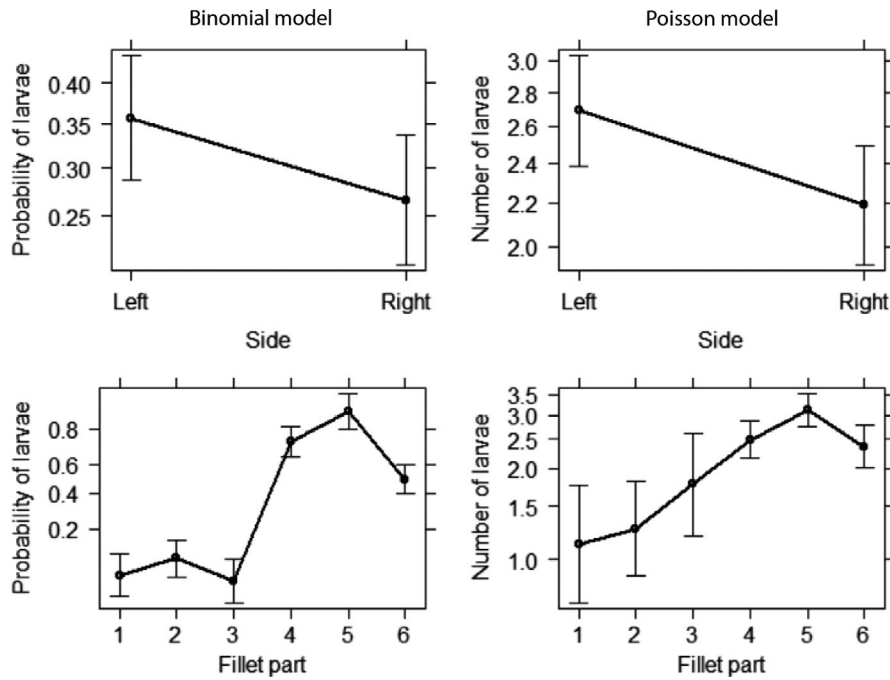 Binomial model
Probability of larvae
0.40
0.35
0.30
0.25
Left
Right
Side
Poisson model
Number of larvae
3.0
2.8
2.6
2.4
2.2
2.0
Left
Right
Side
Probability of larvae
0.8
0.6
0.4
0.2
1 2 3 4 5 6
Fillet part
Number of larvae
3.5
3.0
2.5
2.0
1.5
1.0
1 2 3 4 5 6
Fillet part